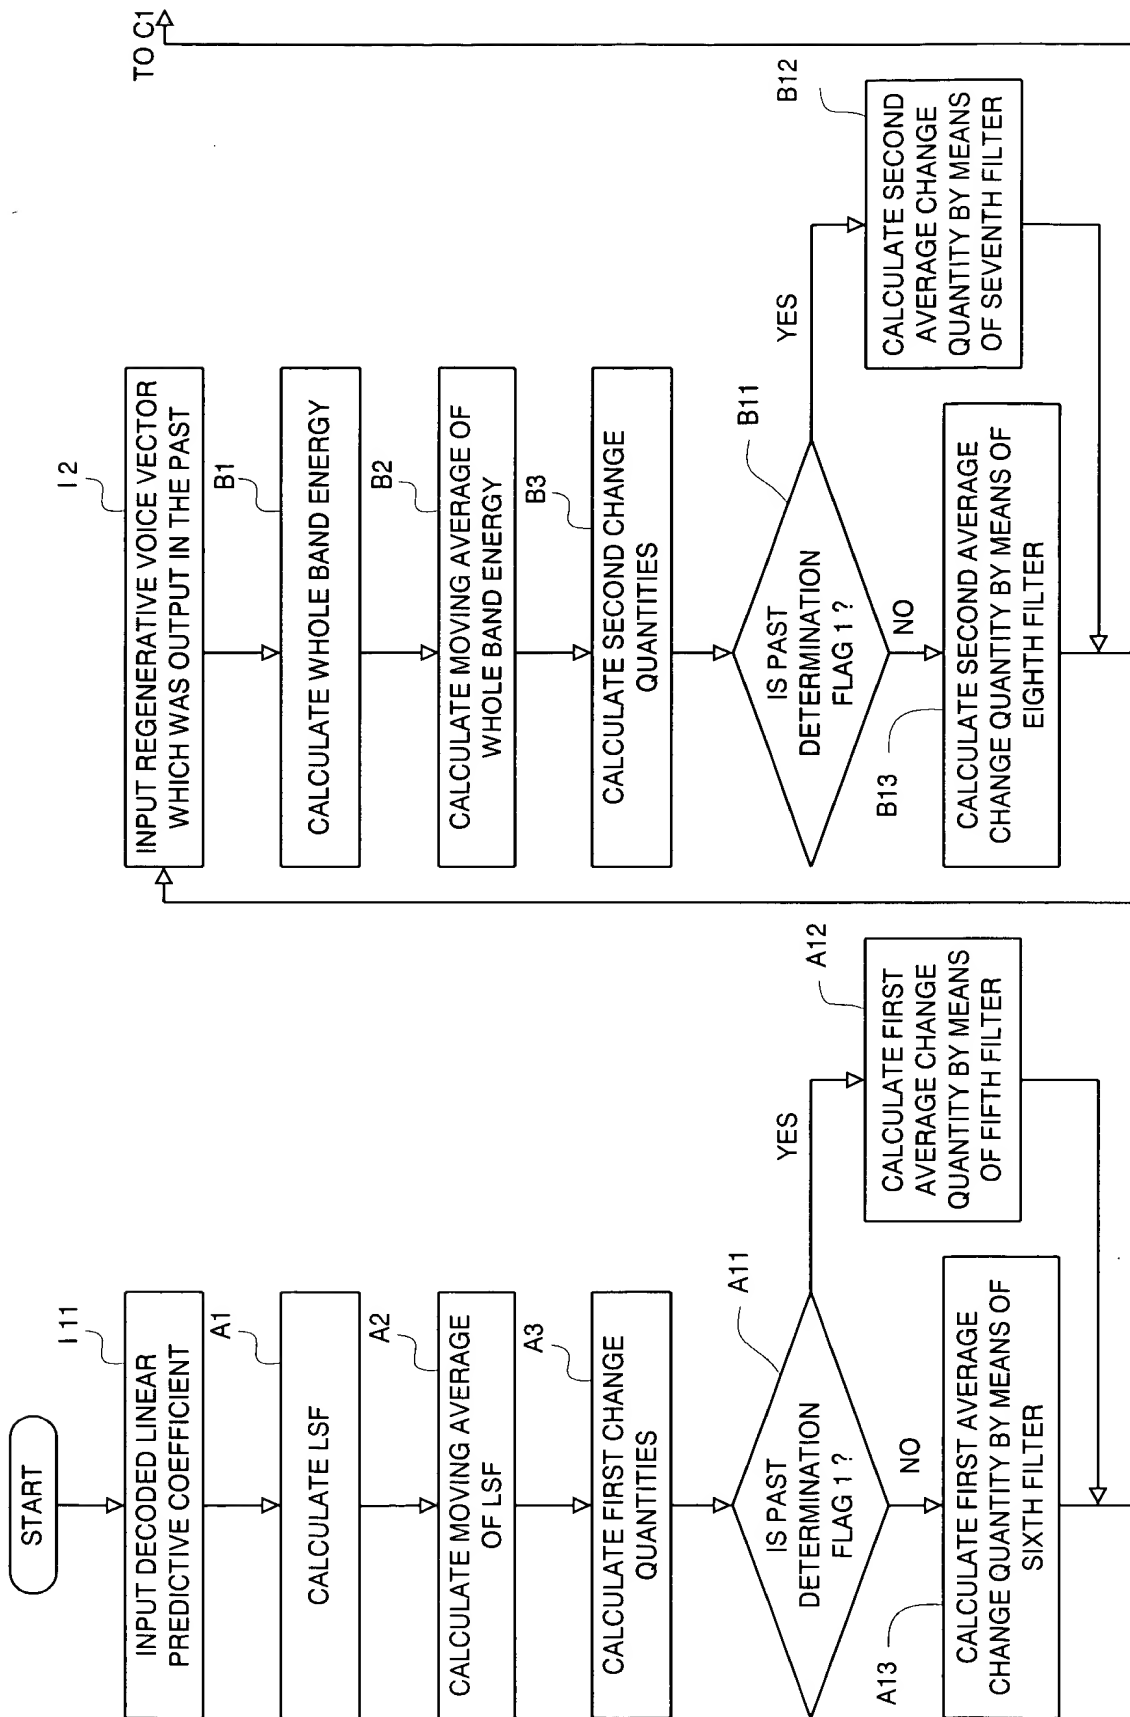 START
I11
INPUT DECODED LINEAR
PREDICTIVE COEFFICIENT
A1
CALCULATE LSF
A2
CALCULATE MOVING AVERAGE
OF LSF
A3
CALCULATE FIRST CHANGE
QUANTITIES
A11
IS PAST
DETERMINATION
FLAG 1 ?
YES
NO
A12
CALCULATE FIRST
AVERAGE CHANGE
QUANTITY BY MEANS
OF FIFTH FILTER
A13
CALCULATE FIRST AVERAGE
CHANGE QUANTITY BY MEANS OF
SIXTH FILTER
I2
INPUT REGENERATIVE VOICE VECTOR
WHICH WAS OUTPUT IN THE PAST
B1
CALCULATE WHOLE BAND ENERGY
B2
CALCULATE MOVING AVERAGE OF
WHOLE BAND ENERGY
B3
CALCULATE SECOND CHANGE
QUANTITIES
B11
IS PAST
DETERMINATION
FLAG 1 ?
YES
NO
B12
CALCULATE SECOND
AVERAGE CHANGE
QUANTITY BY MEANS
OF SEVENTH FILTER
B13
CALCULATE SECOND AVERAGE
CHANGE QUANTITY BY MEANS OF
EIGHTH FILTER
TO C1